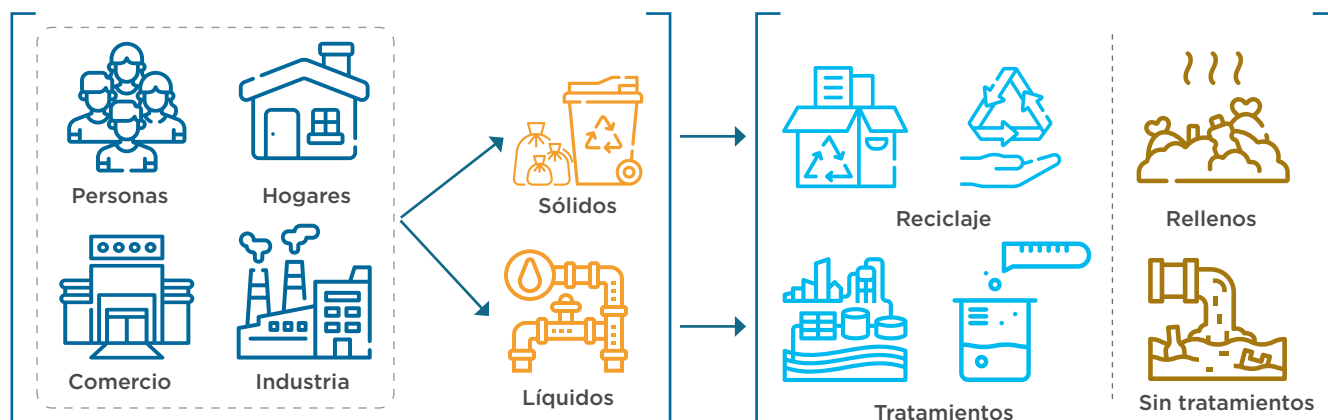 Personas
Hogares
Comercio
Industria
Sólidos
Líquidos
Reciclaje
Rellenos
Tratamientos
Sin tratamientos